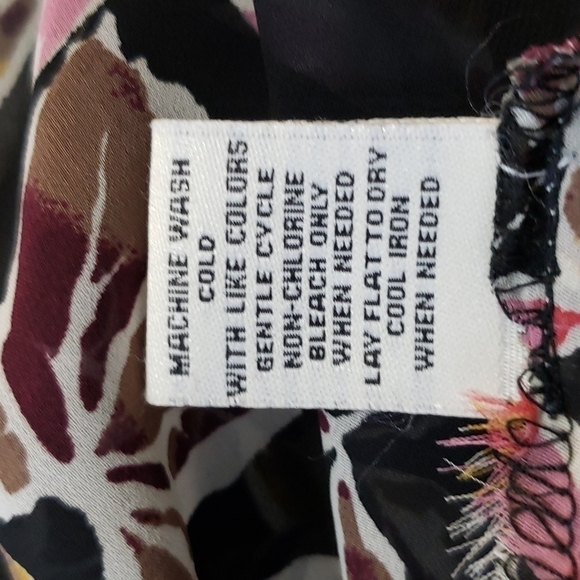 MACHINE WASH
COLD
WITH LIKE COLORS
GENTLE CYCLE
NON-CHLORINE
BLEACH ONLY
WHEN NEEDED
LAY FLAT TO DRY
COOL IRON
WHEN NEEDED